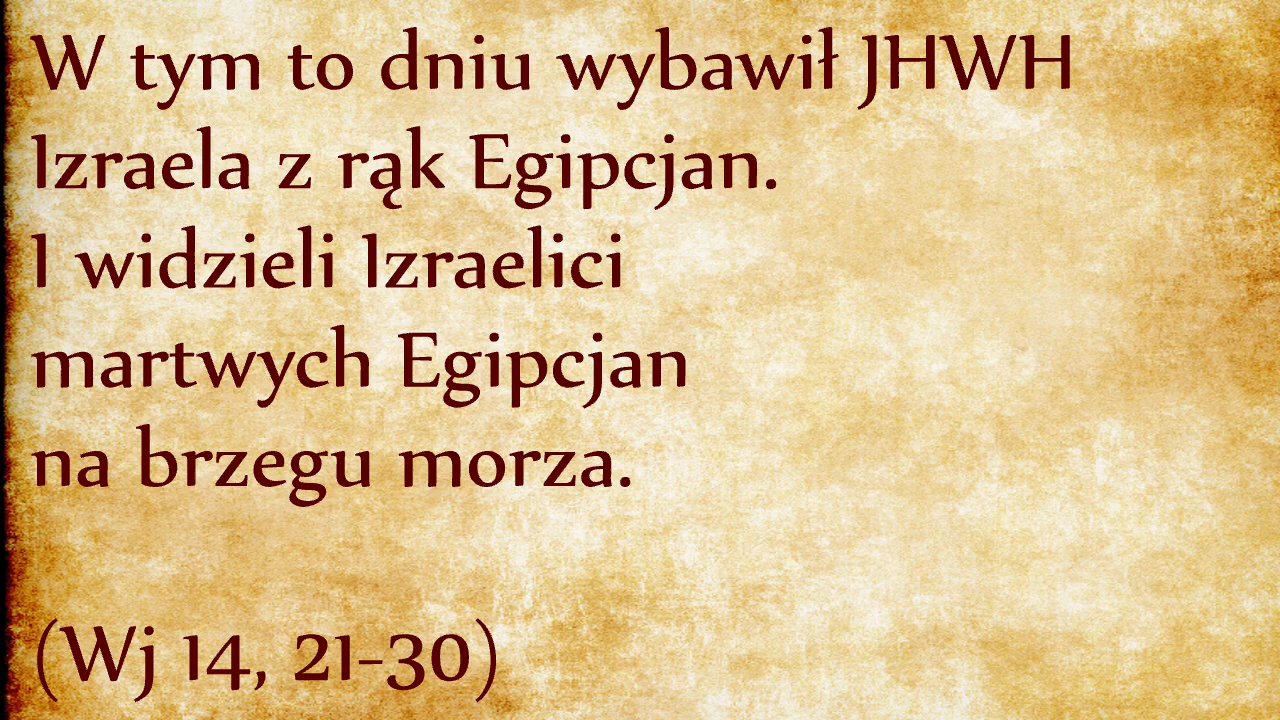 W tym to dniu wybawił JHWH
Izraela z rąk Egipcjan.
I widzieli Izraelici
martwych Egipcjan
na brzegu morza.
(Wj 14, 21-30)